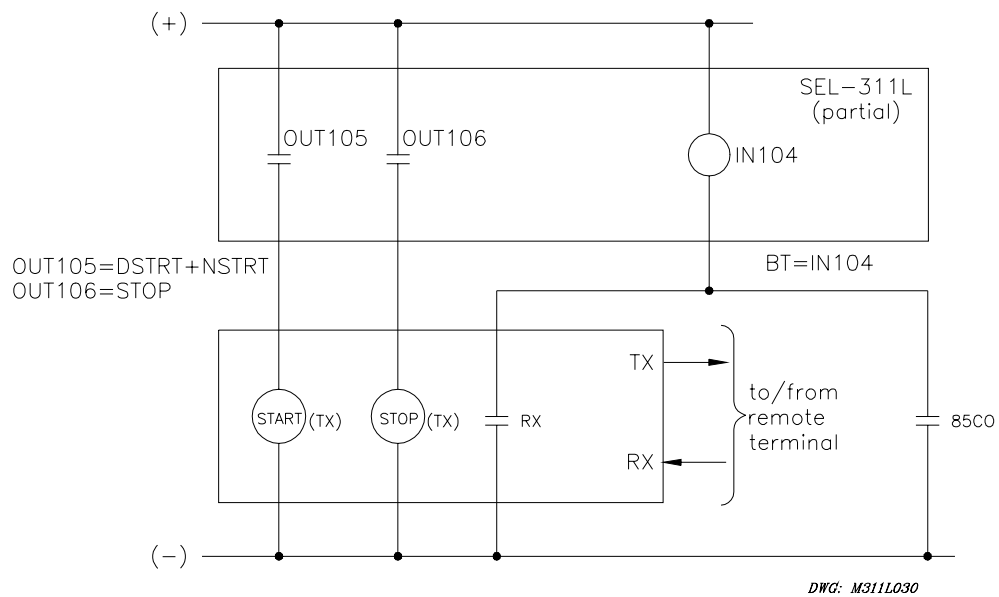 (+)
SEL-311L
(partial)
OUT105
OUT106
IN104
OUT105=DSTRT+NSTRT
OUT106=STOP
BT=IN104
TX
to/from
remote
terminal
START
(TX)
STOP
(TX)
RX
85CO
RX
(-)
DWG: M311L030